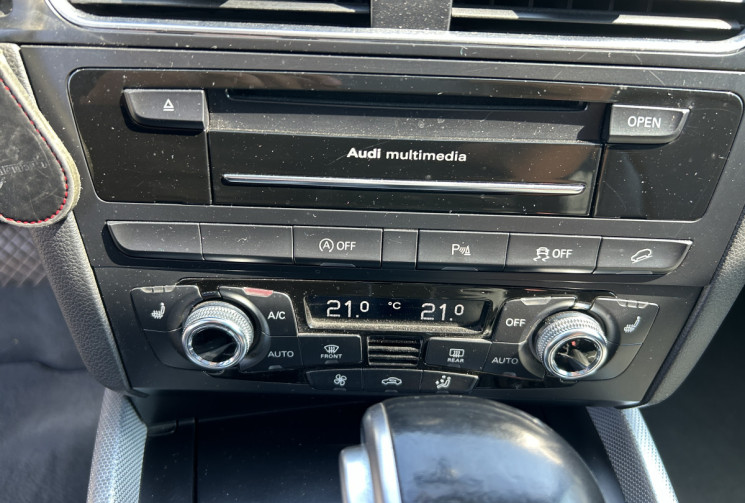 OPEN
Audi multimedia
A OFF
P
OFF
21.0 °C 21.0
A/C
OFF
AUTO
FRONT
REAR
AUTO